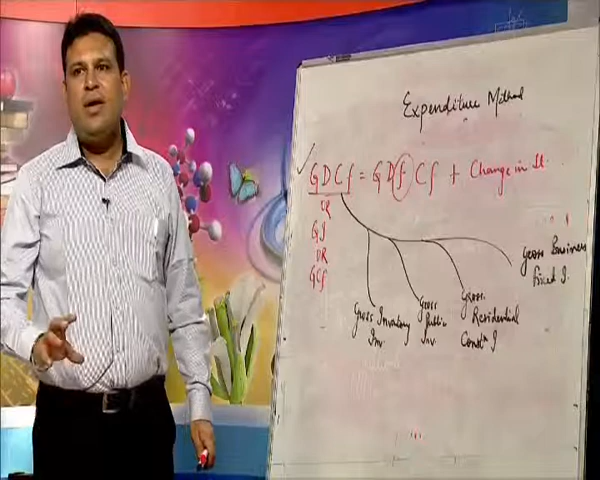 Expenditure Method
GDCf = GDfCf + Change in St.
OR
GI
OR
GCf
Gross Inventory
Inv
Gross
Public
Inv
Gross
Residential
Constn I
Gross Business
Fixed I.